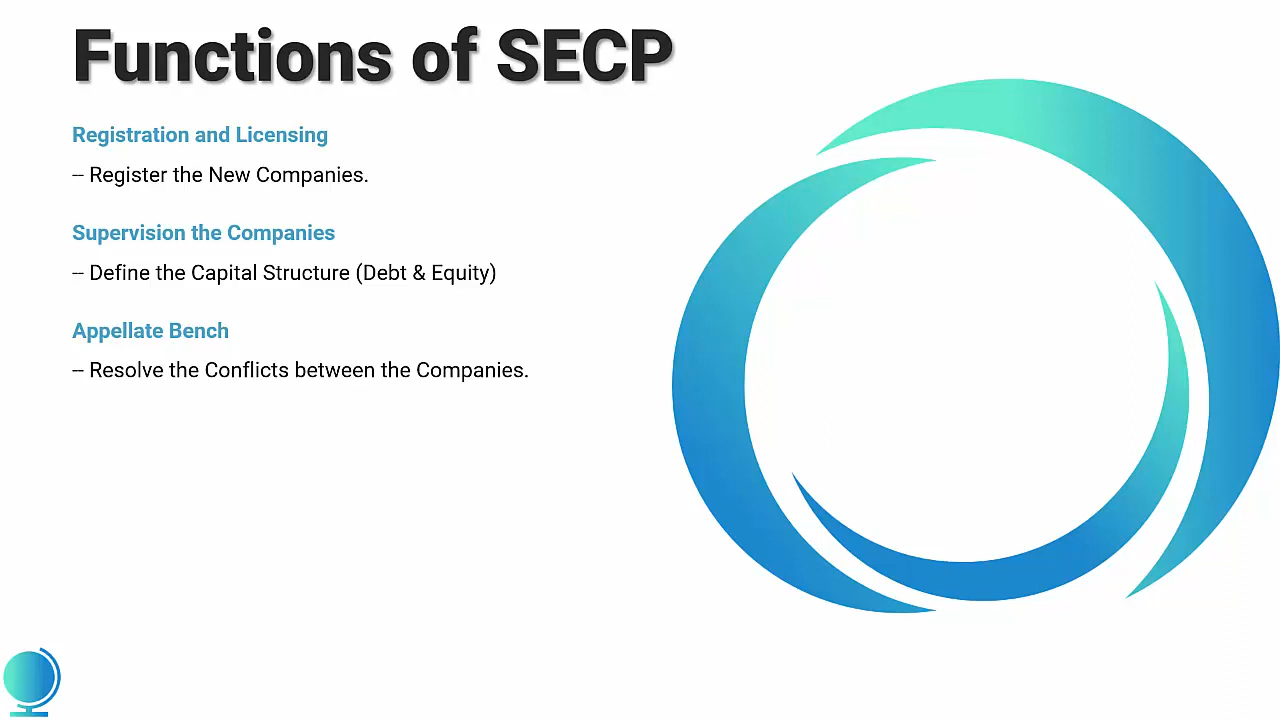 Functions of SECP
Registration and Licensing
– Register the New Companies.
Supervision the Companies
– Define the Capital Structure (Debt & Equity)
Appellate Bench
– Resolve the Conflicts between the Companies.